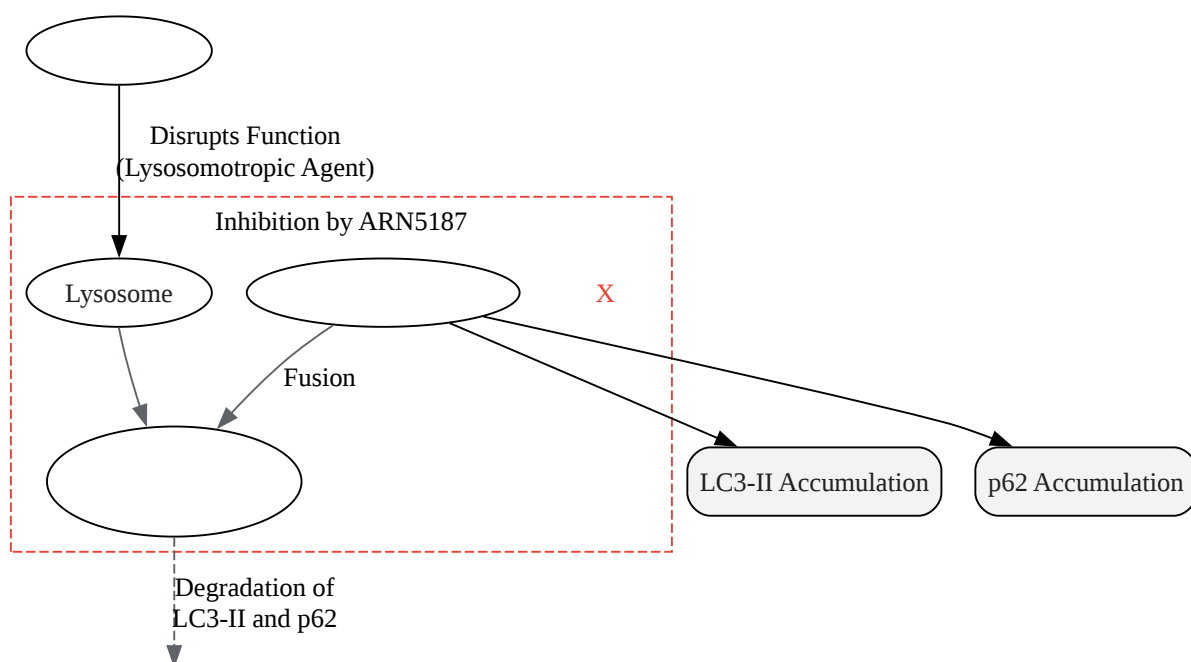 Disrupts Function
(Lysosomotropic Agent)
Inhibition by ARN5187
Lysosome
X
Fusion
LC3-II Accumulation
p62 Accumulation
Degradation of
LC3-II and p62